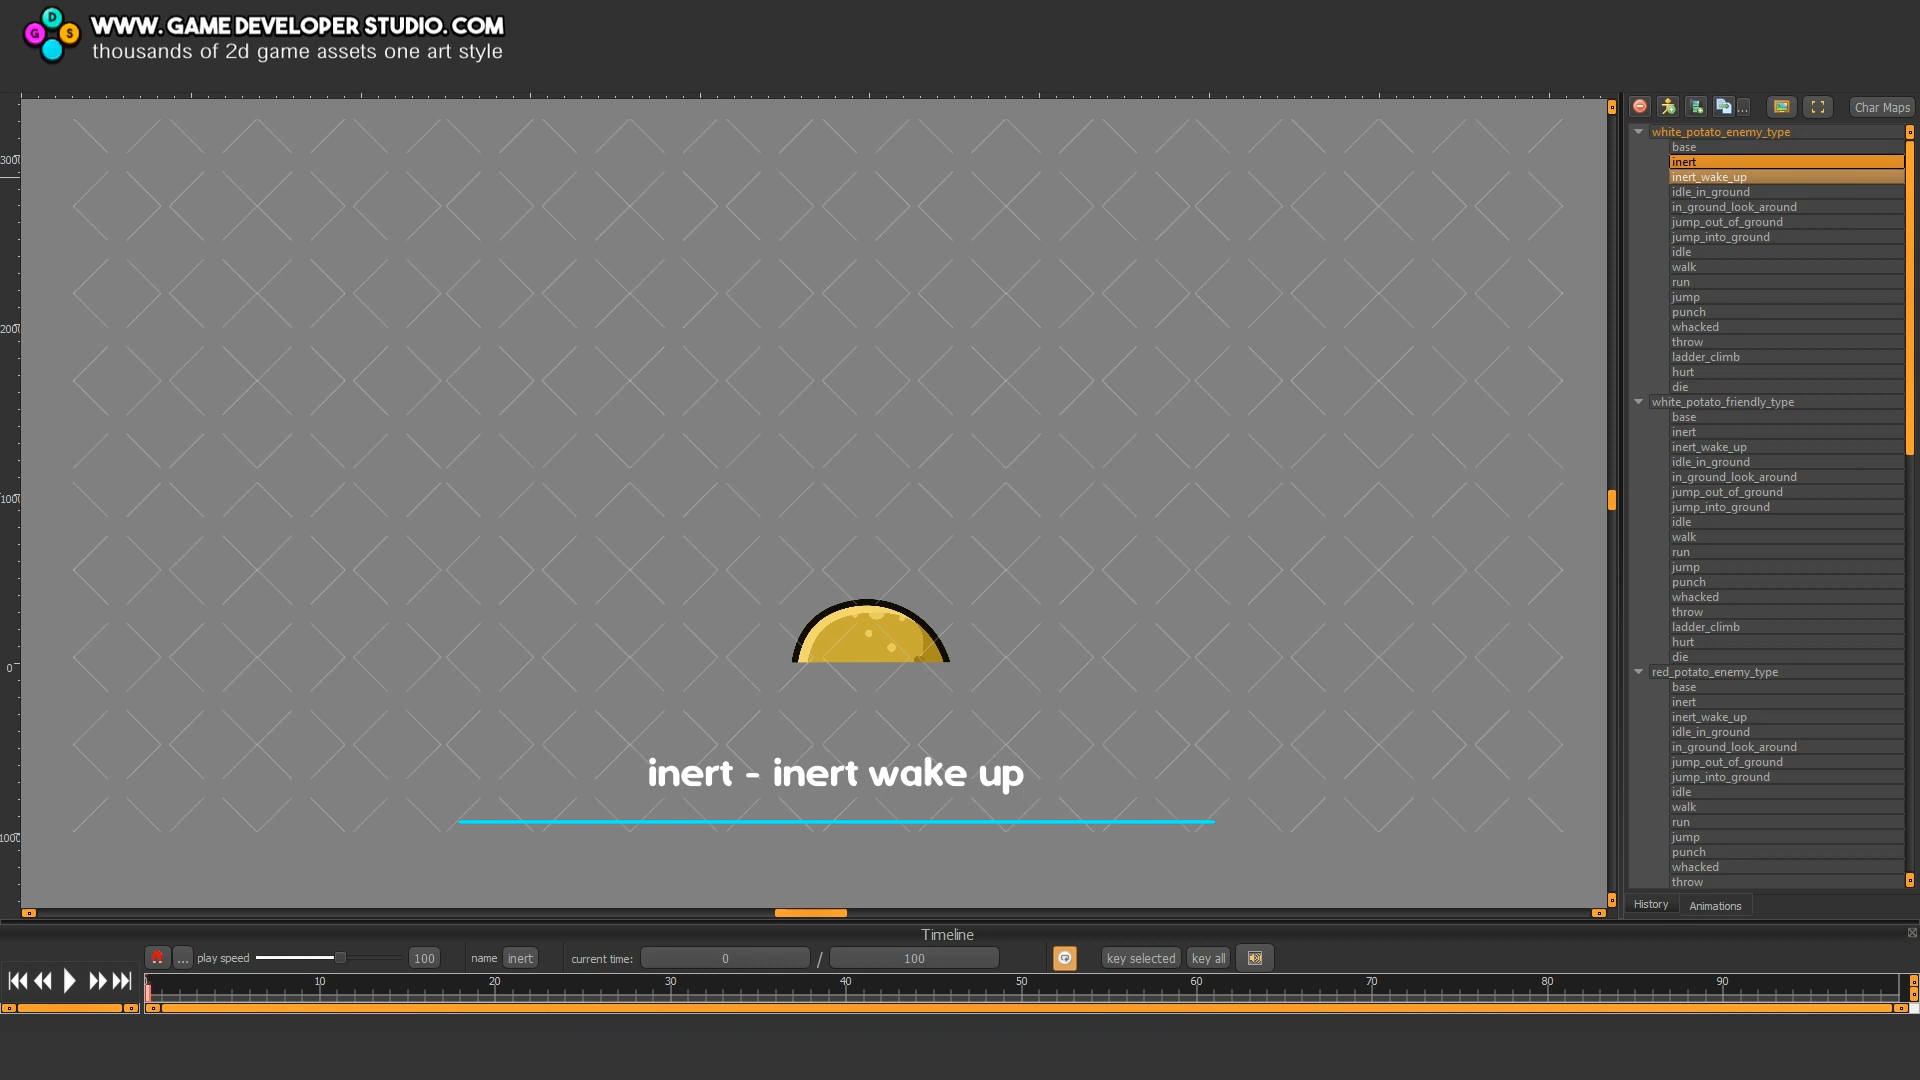 D
G S
WWW. GAME DEVELOPER STUDIO. COM
thousands of 2d game assets one art style
300
200
100
0
100
inert - inert wake up
...
Char Maps
white_potato_enemy_type
base
inert
inert_wake_up
idle_in_ground
in_ground_look_around
jump_out_of_ground
jump_into_ground
idle
walk
run
jump
punch
whacked
throw
ladder_climb
hurt
die
white_potato_friendly_type
base
inert
inert_wake_up
idle_in_ground
in_ground_look_around
jump_out_of_ground
jump_into_ground
idle
walk
run
jump
punch
whacked
throw
ladder_climb
hurt
die
red_potato_enemy_type
base
inert
inert_wake_up
idle_in_ground
in_ground_look_around
jump_out_of_ground
jump_into_ground
idle
walk
run
jump
punch
whacked
throw
History Animations
Timeline
... play speed 100 name inert current time: 0 / 100 key selected key all
10 20 30 40 50 60 70 80 90